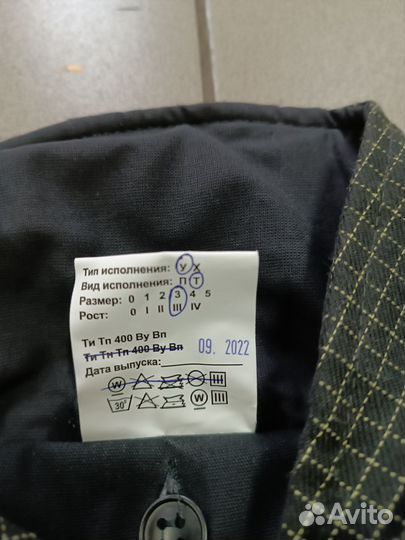 Тип исполнения: У Х
Вид исполнения: П Т
Размер: 0 1 2 3 4 5
Рост: 0 I II III IV
Ти Тп 400 Ву Вп
Ти Тн Тп 400 Ву Вп
Дата выпуска: 09. 2022
W W
30° W
Avito